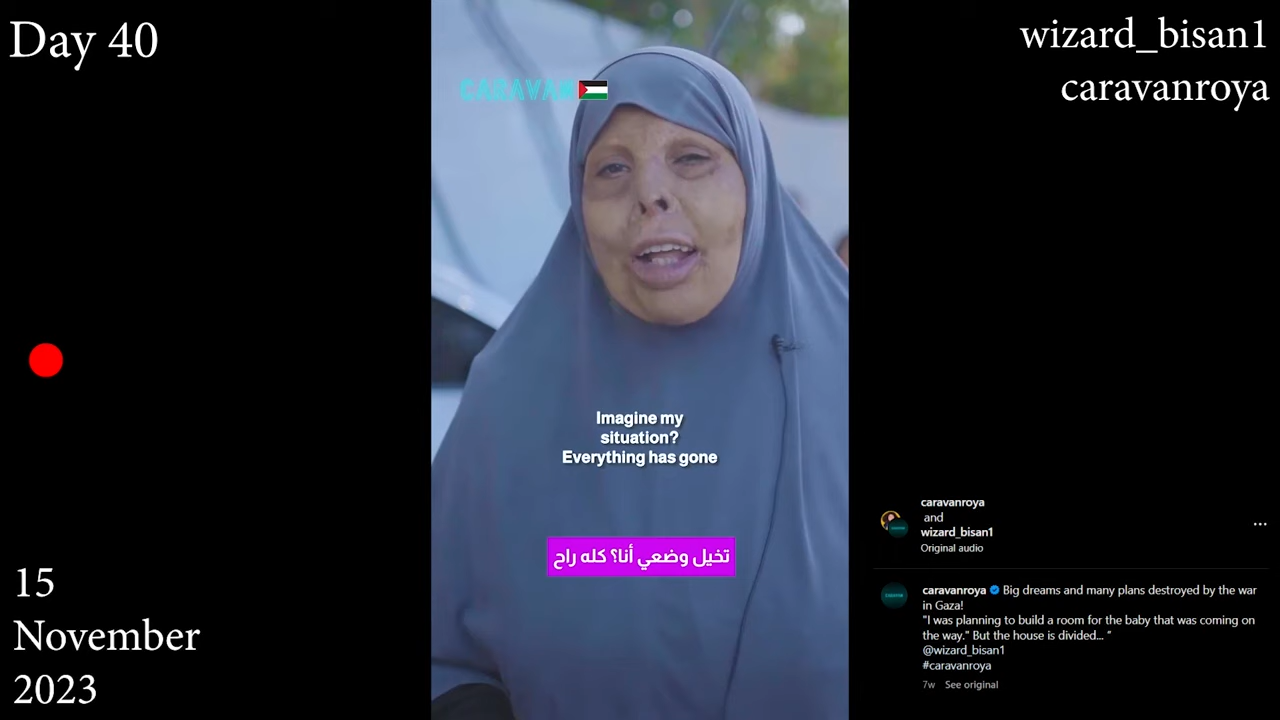 Day 40
wizard_bisan1
caravanroya
CARAVAN
Imagine my
situation?
Everything has gone
تخيل وضعي أنا؟ كله راح
15
November
2023
caravanroya
and
wizard_bisan1
Original audio
caravanroya Big dreams and many plans destroyed by the war
in Gaza!
"I was planning to build a room for the baby that was coming on
the way." But the house is divided... "
@wizard_bisan1
#caravanroya
7w See original